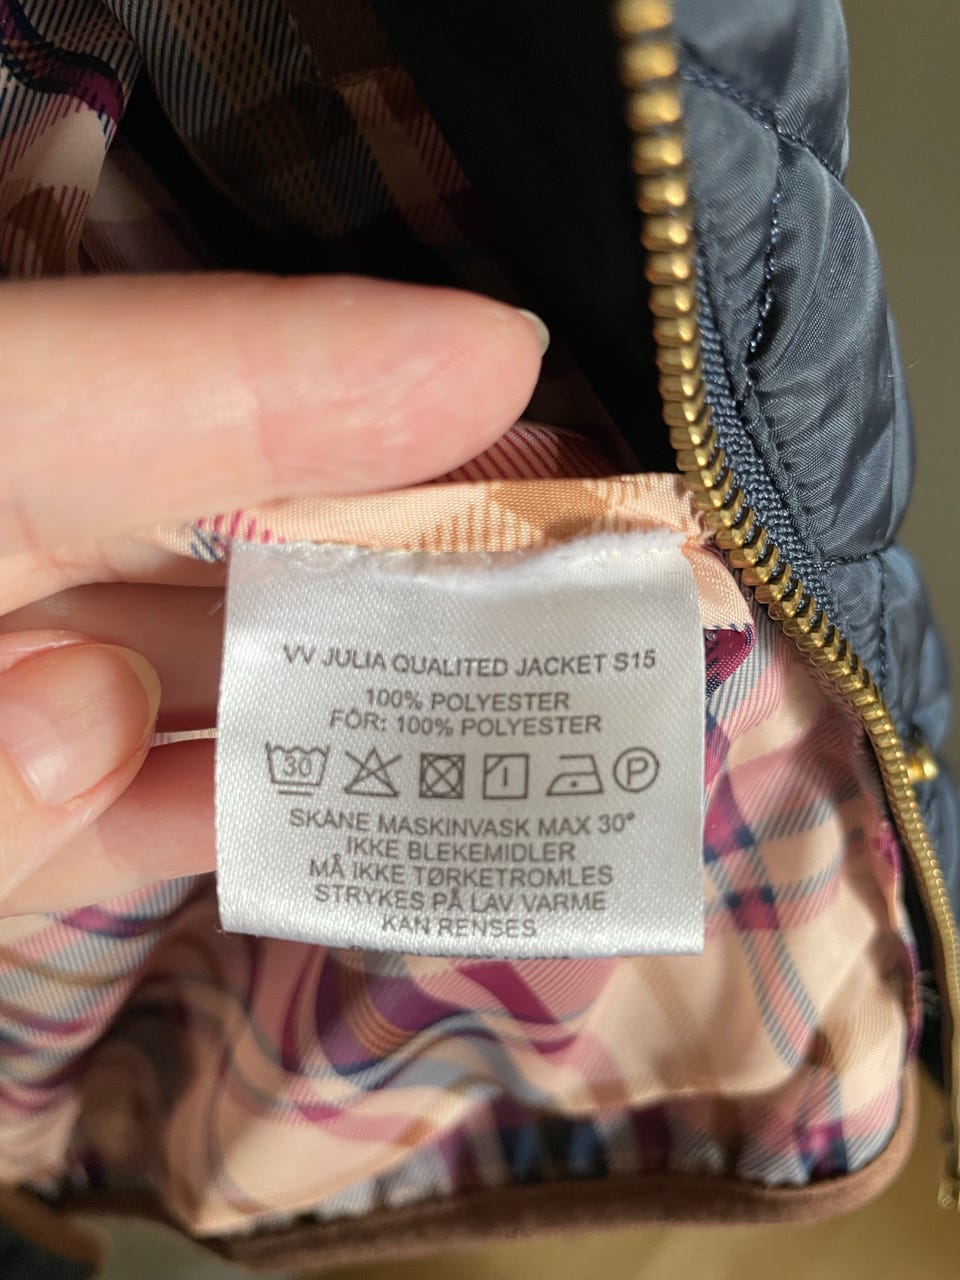 VV JULIA QUALITED JACKET S15
100% POLYESTER
FÓR: 100% POLYESTER
30 P
SKÅNE MASKINVASK MAX 30°
IKKE BLEKEMIDLER
MÅ IKKE TØRKETROMLES
STRYKES PÅ LAV VARME
KAN RENSES